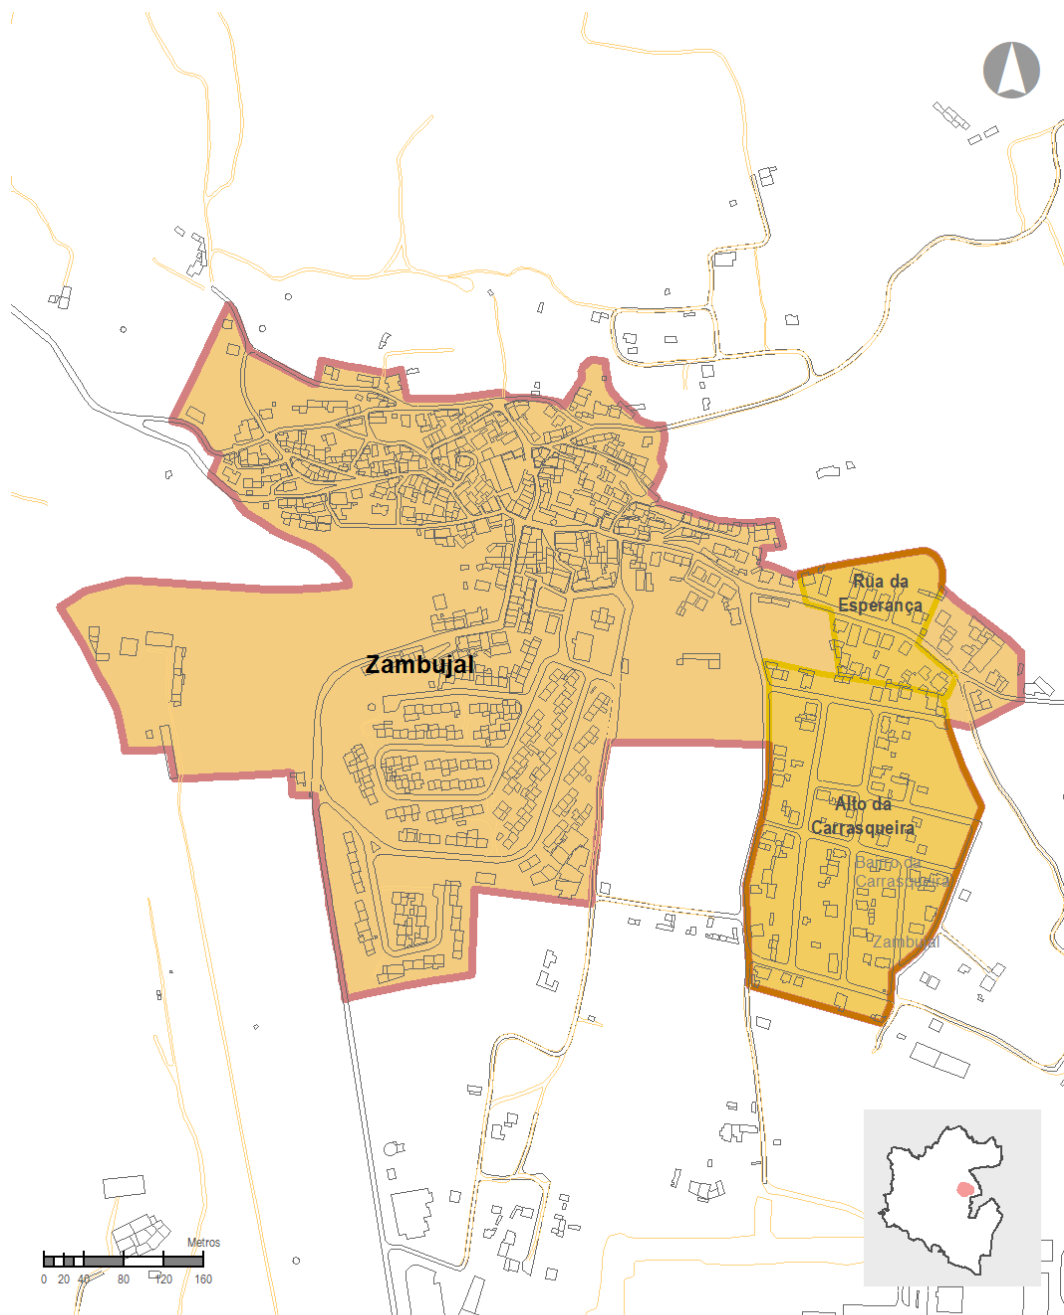 Rua da
Esperança
Zambujal
Alto da
Carrasqueira
Bairro da
Carrasqueira
Zambujal
Metros
0 20 40 80 120 160